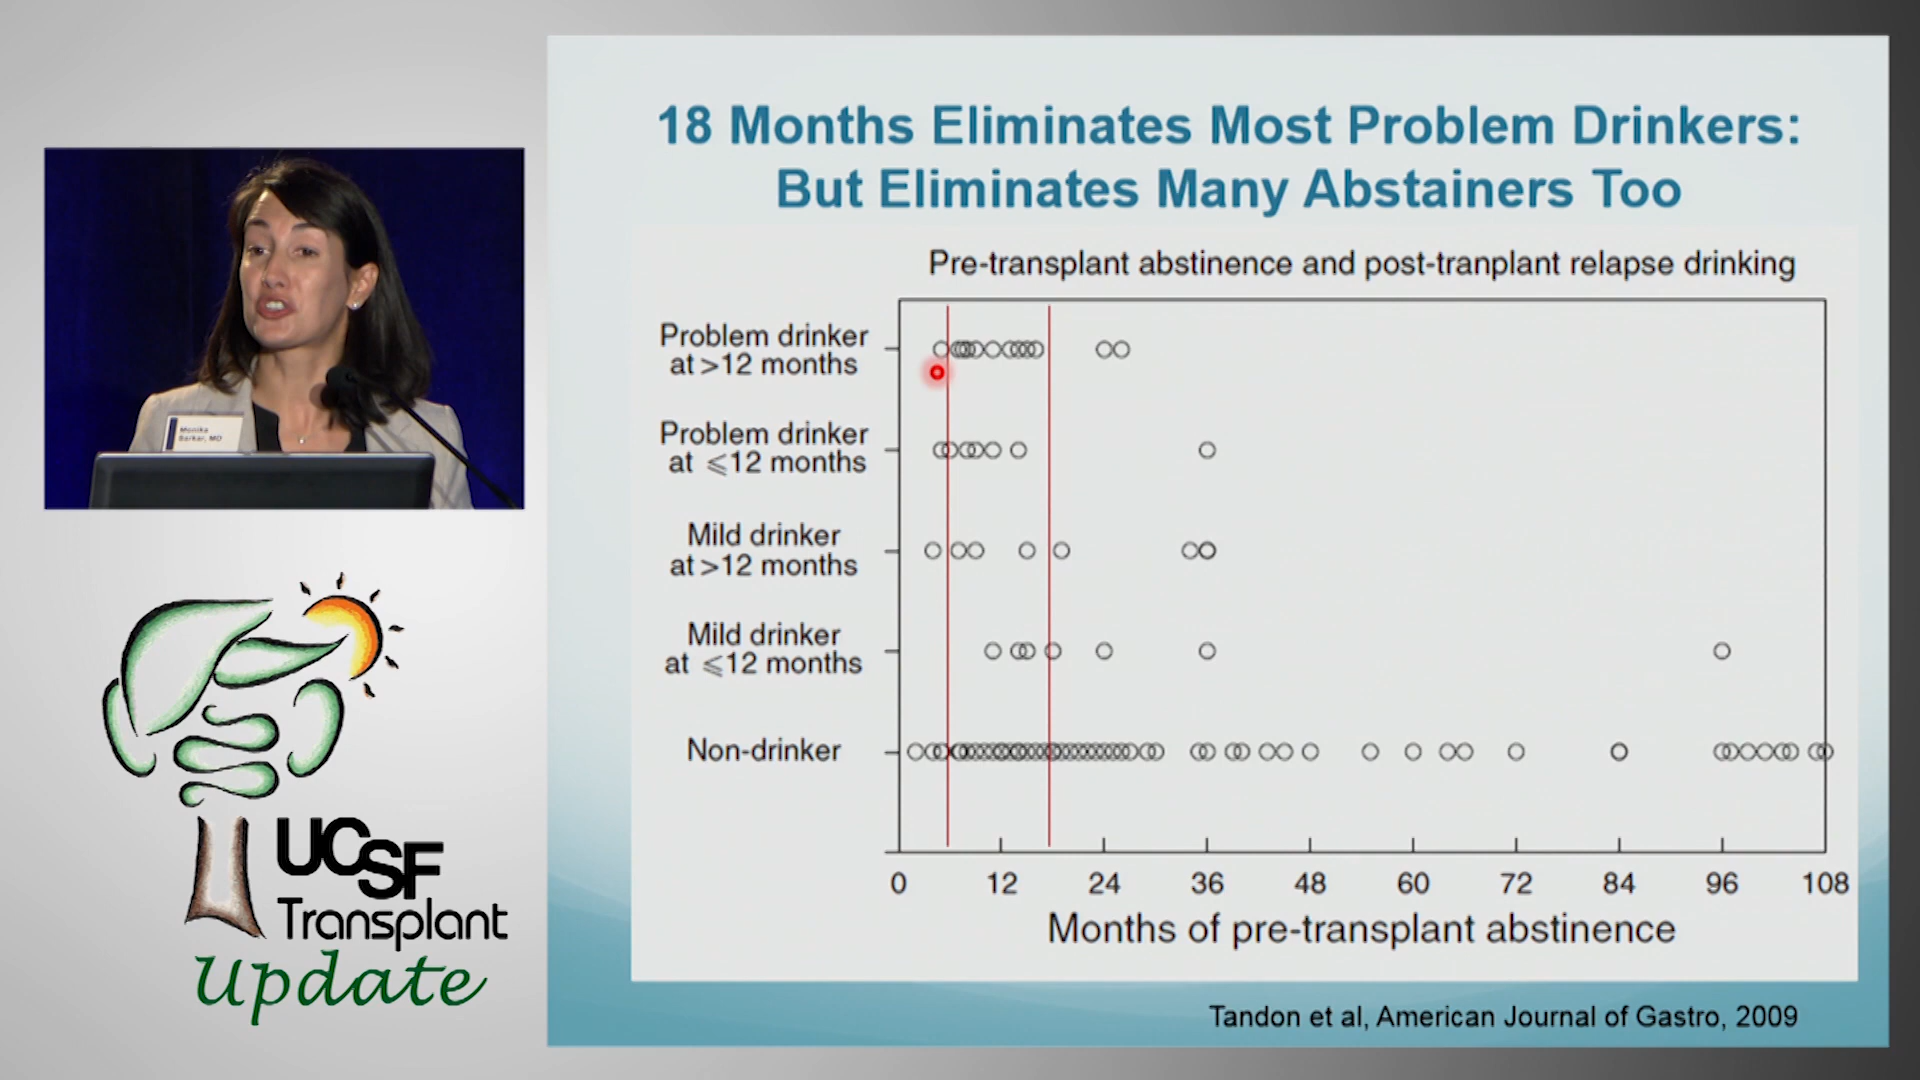 18 Months Eliminates Most Problem Drinkers:
But Eliminates Many Abstainers Too
Pre-transplant abstinence and post-tranplant relapse drinking
Problem drinker
at >12 months
Problem drinker
at ⩽12 months
Mild drinker
at >12 months
Mild drinker
at ⩽12 months
Non-drinker
0 12 24 36 48 60 72 84 96 108
Months of pre-transplant abstinence
Tandon et al, American Journal of Gastro, 2009
Monika
Sarkar, MD
UCSF
Transplant
Update